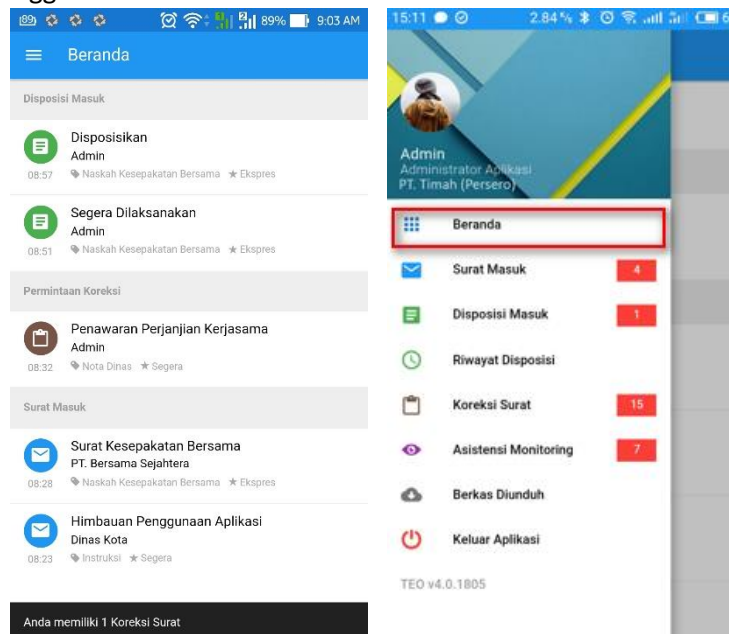 (89) 89% 9:03 AM
Beranda
Disposisi Masuk
Disposisikan
Admin
08:57 Naskah Kesepakatan Bersama ★ Ekspres
Segera Dilaksanakan
Admin
08:51 Naskah Kesepakatan Bersama ★ Ekspres
Permintaan Koreksi
Penawaran Perjanjian Kerjasama
Admin
08:32 Nota Dinas ★ Segera
Surat Masuk
Surat Kesepakatan Bersama
PT. Bersama Sejahtera
08:28 Naskah Kesepakatan Bersama ★ Ekspres
Himbauan Penggunaan Aplikasi
Dinas Kota
08:23 Instruksi ★ Segera
Anda memiliki 1 Koreksi Surat
15:11 2.84 K/s 6
Admin
Administrator Aplikasi
PT. Timah (Persero)
Beranda
Surat Masuk 4
Disposisi Masuk 1
Riwayat Disposisi
Koreksi Surat 15
Asistensi Monitoring 7
Berkas Diunduh
Keluar Aplikasi
TEO v4.0.1805